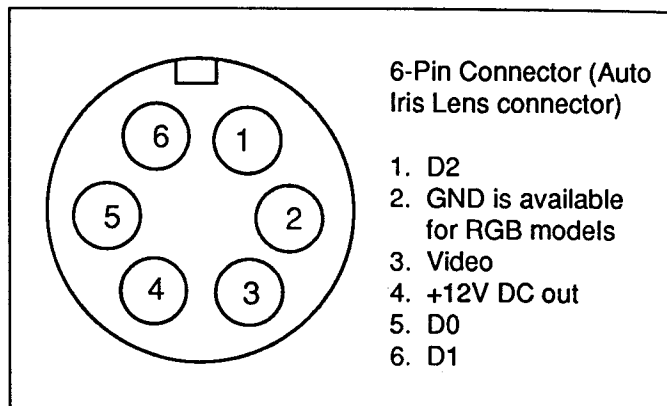 6-Pin Connector (Auto
Iris Lens connector)
1. D2
2. GND is available
for RGB models
3. Video
4. +12V DC out
5. D0
6. D1
6
1
5
2
4
3